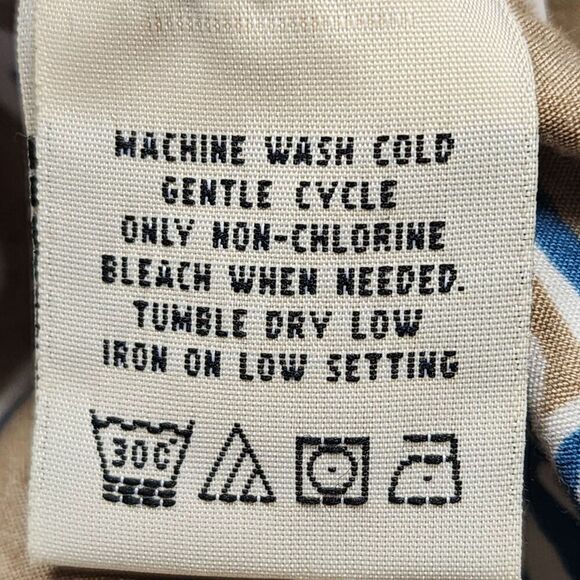 MACHINE WASH COLD
GENTLE CYCLE
ONLY NON-CHLORINE
BLEACH WHEN NEEDED.
TUMBLE DRY LOW
IRON ON LOW SETTING
30C